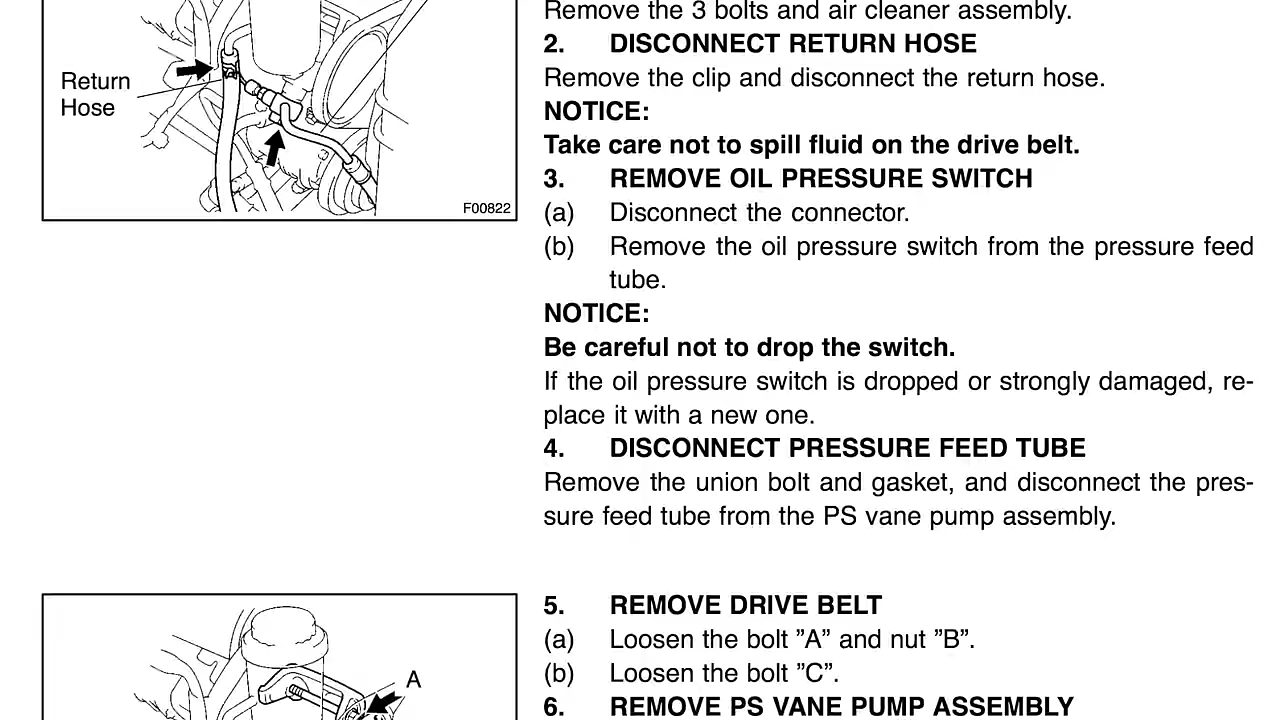 Remove the 3 bolts and air cleaner assembly.
2. DISCONNECT RETURN HOSE
Remove the clip and disconnect the return hose.
NOTICE:
Take care not to spill fluid on the drive belt.
3. REMOVE OIL PRESSURE SWITCH
(a) Disconnect the connector.
(b) Remove the oil pressure switch from the pressure feed
tube.
NOTICE:
Be careful not to drop the switch.
If the oil pressure switch is dropped or strongly damaged, re-
place it with a new one.
4. DISCONNECT PRESSURE FEED TUBE
Remove the union bolt and gasket, and disconnect the pres-
sure feed tube from the PS vane pump assembly.
Return
Hose
F00822
5. REMOVE DRIVE BELT
(a) Loosen the bolt ”A” and nut ”B”.
(b) Loosen the bolt ”C”.
6. REMOVE PS VANE PUMP ASSEMBLY
A